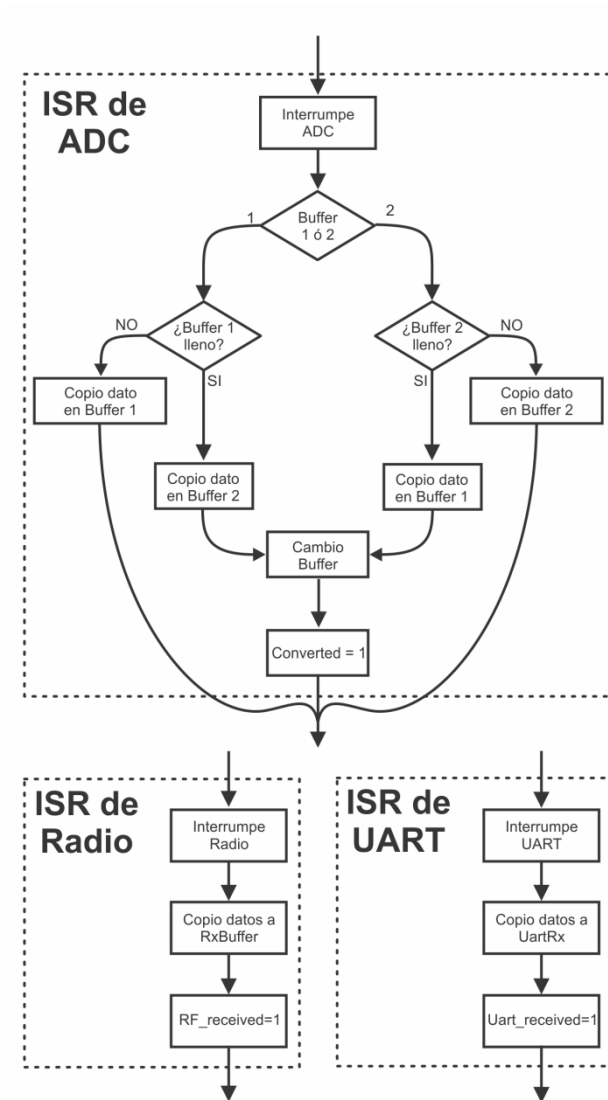 ISR de
ADC
Interrumpe
ADC
1
Buffer
1 ó 2
2
NO
¿Buffer 1
lleno?
SI
¿Buffer 2
lleno?
NO
SI
Copio dato
en Buffer 1
Copio dato
en Buffer 2
Copio dato
en Buffer 2
Copio dato
en Buffer 1
Cambio
Buffer
Converted = 1
ISR de
Radio
Interrumpe
Radio
Copio datos a
RxBuffer
RF_received=1
ISR de
UART
Interrumpe
UART
Copio datos a
UartRx
Uart_received=1